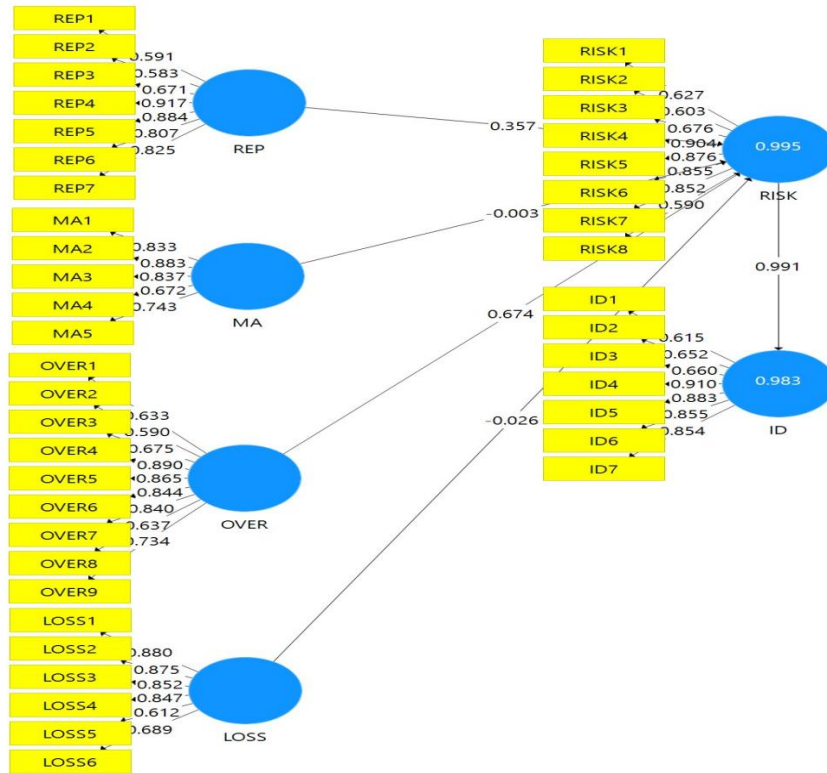 REP1
REP2
REP3
REP4
REP5
REP6
REP7
0.591
0.583
0.671
0.917
0.884
0.807
0.825
REP
MA1
MA2
MA3
MA4
MA5
0.833
0.883
0.837
0.672
0.743
MA
OVER1
OVER2
OVER3
OVER4
OVER5
OVER6
OVER7
OVER8
OVER9
0.633
0.590
0.675
0.890
0.865
0.844
0.840
0.637
0.734
OVER
LOSS1
LOSS2
LOSS3
LOSS4
LOSS5
LOSS6
0.880
0.875
0.852
0.847
0.612
0.689
LOSS
0.357
-0.003
0.674
-0.026
RISK1
RISK2
RISK3
RISK4
RISK5
RISK6
RISK7
RISK8
0.627
0.603
0.676
0.904
0.876
0.855
0.852
0.590
0.995
RISK
0.991
ID1
ID2
ID3
ID4
ID5
ID6
ID7
0.615
0.652
0.660
0.910
0.883
0.855
0.854
0.983
ID